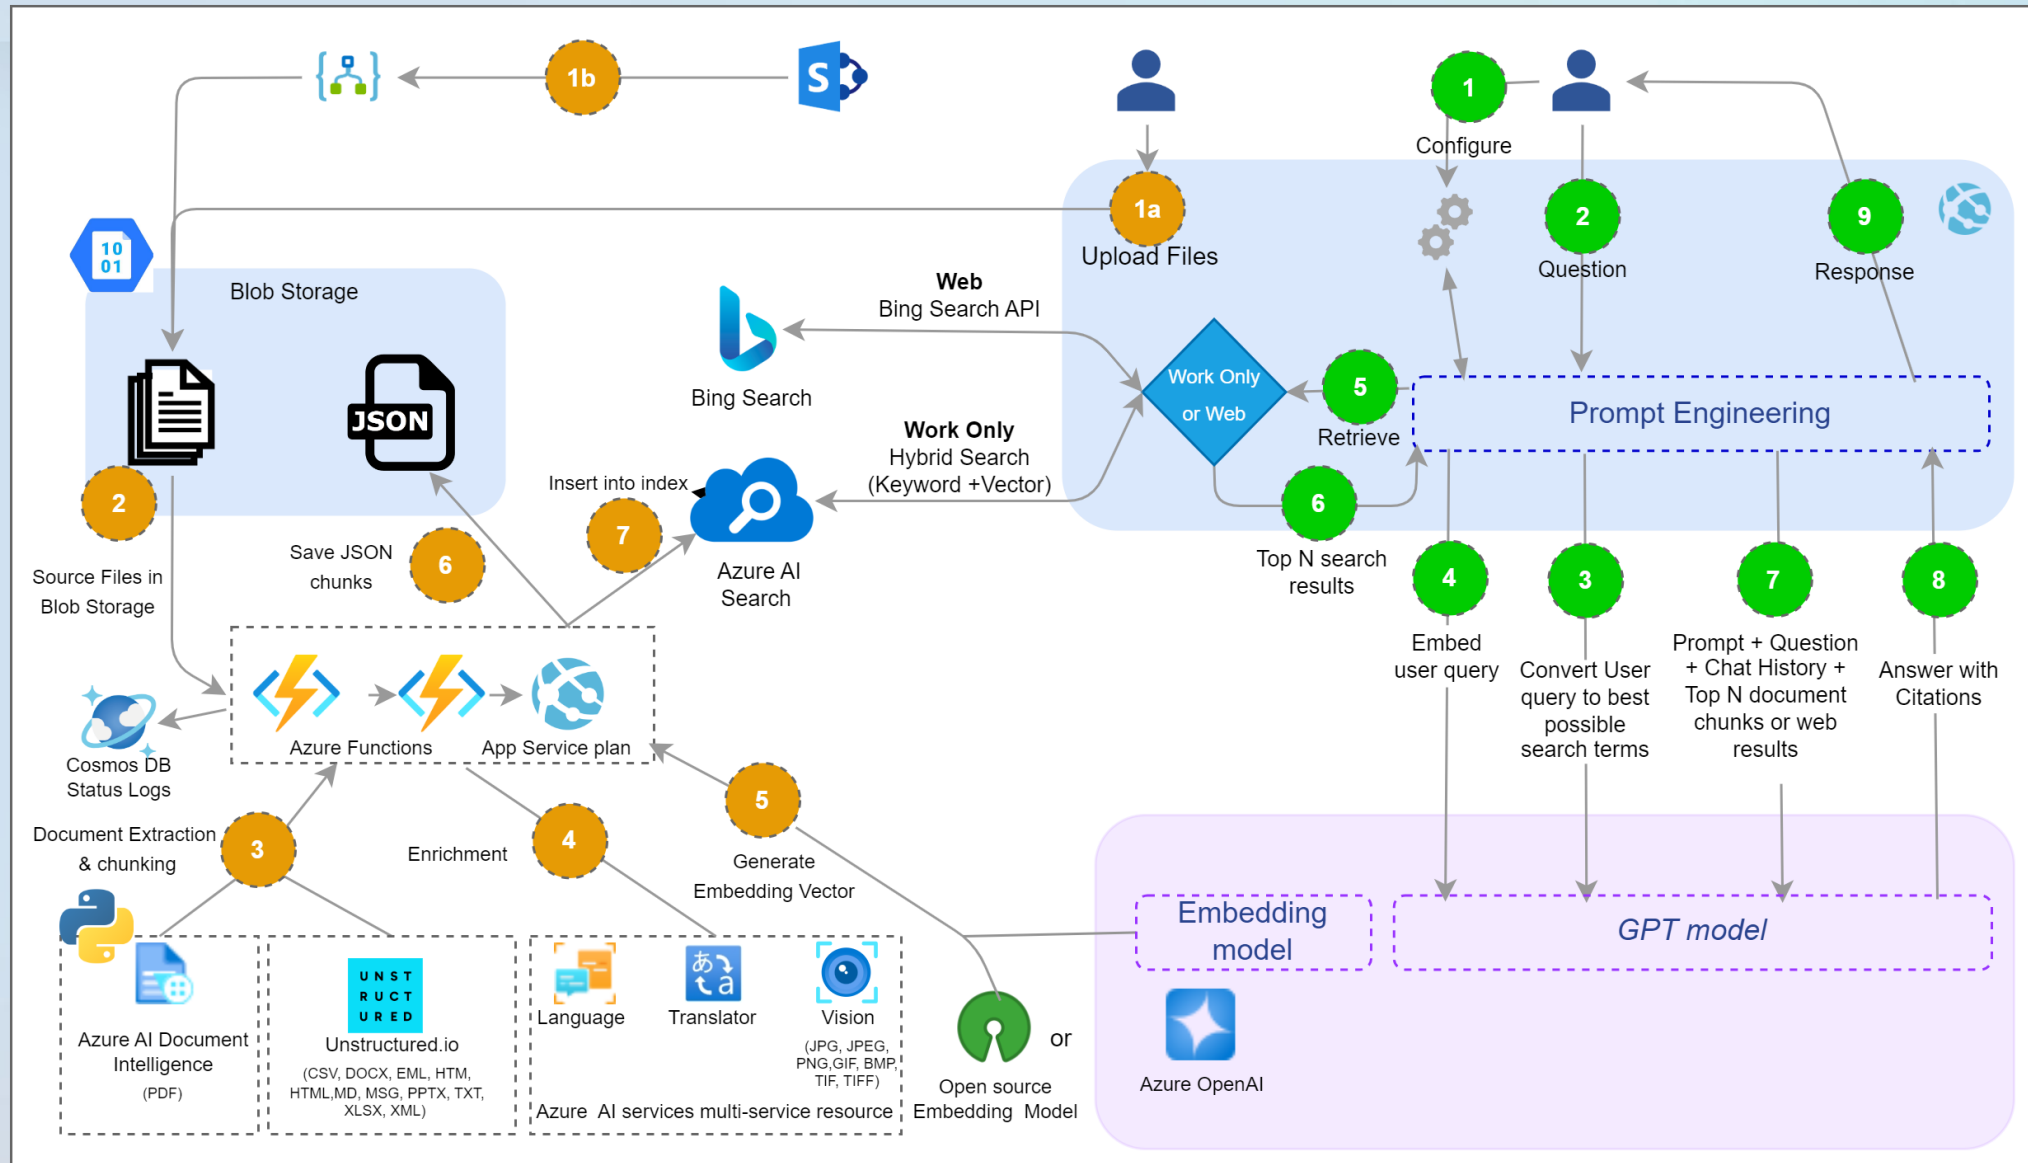 1b
S
1
Configure
1a
Upload Files
2
Question
9
Response
10
01
Blob Storage
JSON
Web
Bing Search API
Bing Search
Work Only
or Web
5
Retrieve
Prompt Engineering
Work Only
Hybrid Search
(Keyword +Vector)
6
Top N search
results
2
Source Files in
Blob Storage
Save JSON
chunks
6
Insert into index
7
Azure AI
Search
4
Embed
user query
3
Convert User
query to best
possible
search terms
7
Prompt + Question
+ Chat History +
Top N document
chunks or web
results
8
Answer with
Citations
Azure Functions
App Service plan
Cosmos DB
Status Logs
Document Extraction
& chunking
3
Enrichment
4
5
Generate
Embedding Vector
Embedding
model
GPT model
Azure AI Document
Intelligence
(PDF)
UNST
RUCT
URED
Unstructured.io
(CSV, DOCX, EML, HTM,
HTML,MD, MSG, PPTX, TXT,
XLSX, XML)
Language
あ
a
Translator
Vision
(JPG, JPEG,
PNG,GIF, BMP,
TIF, TIFF)
Azure AI services multi-service resource
Open source
Embedding Model
or
Azure OpenAI